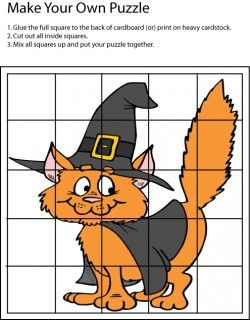 Make Your Own Puzzle
1. Glue the full square to the back of cardboard (or) print on heavy cardstock.
2. Cut out all inside squares.
3. Mix all squares up and put your puzzle together.